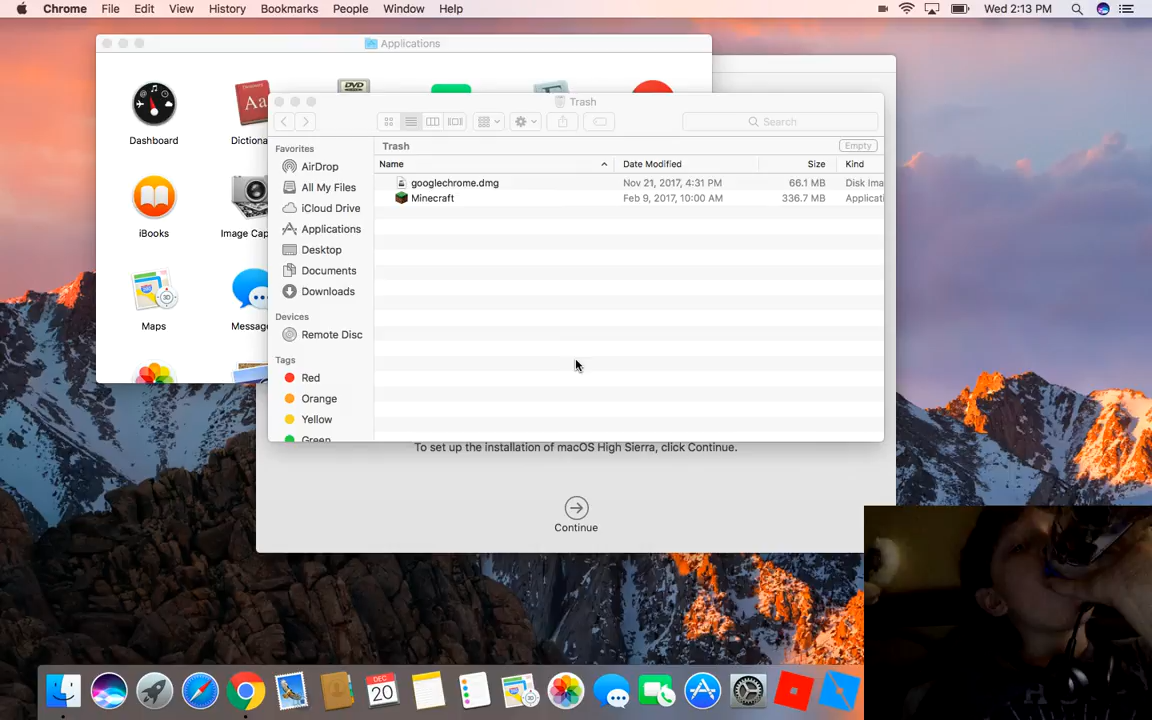 Chrome File Edit View History Bookmarks People Window Help Wed 2:13 PM
Applications
Dashboard
Dictiona
DVD
Aa
iBooks
Image Cap
Maps
Message
Trash
Search
Favorites
AirDrop
All My Files
iCloud Drive
Applications
Desktop
Documents
Downloads
Devices
Remote Disc
Tags
Red
Orange
Yellow
Green
Trash Empty
Name Date Modified Size Kind
googlechrome.dmg Nov 21, 2017, 4:31 PM 66.1 MB Disk Ima
Minecraft Feb 9, 2017, 10:00 AM 336.7 MB Applicati
To set up the installation of macOS High Sierra, click Continue.
Continue
DEC
20